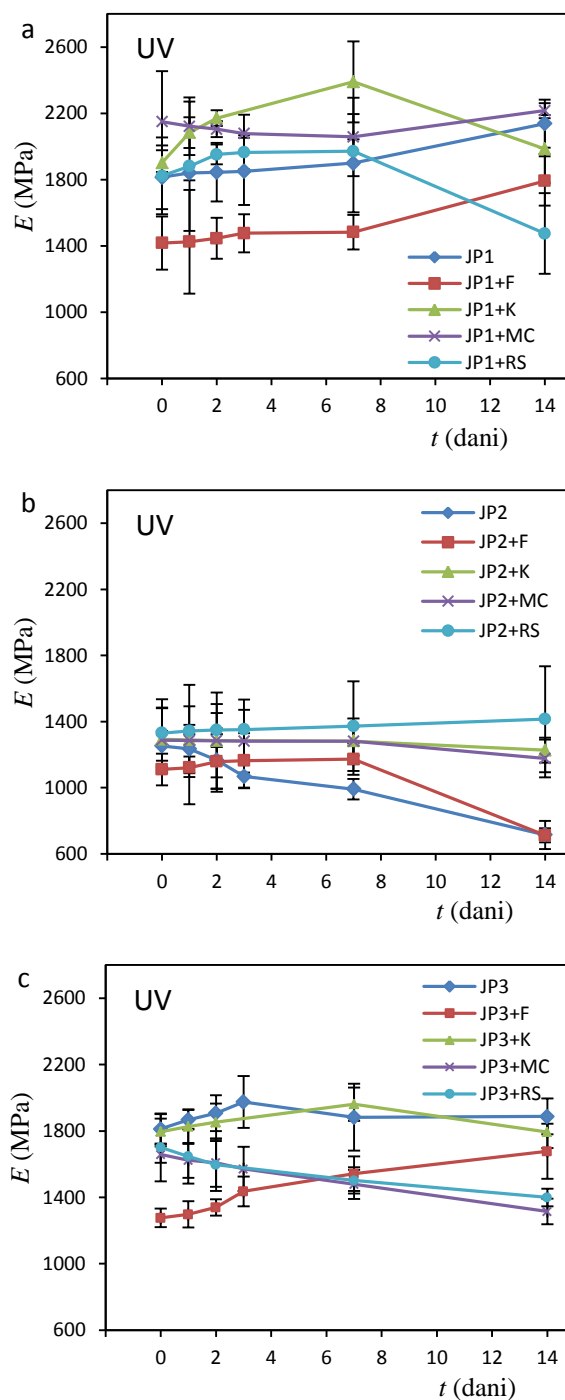 a
UV
E (MPa)
2600
2200
1800
1400
1000
600
0 2 4 6 8 10 12 14
t (dani)
JP1
JP1+F
JP1+K
JP1+MC
JP1+RS
b
UV
E (MPa)
2600
2200
1800
1400
1000
600
0 2 4 6 8 10 12 14
t (dani)
JP2
JP2+F
JP2+K
JP2+MC
JP2+RS
c
UV
E (MPa)
2600
2200
1800
1400
1000
600
0 2 4 6 8 10 12 14
t (dani)
JP3
JP3+F
JP3+K
JP3+MC
JP3+RS